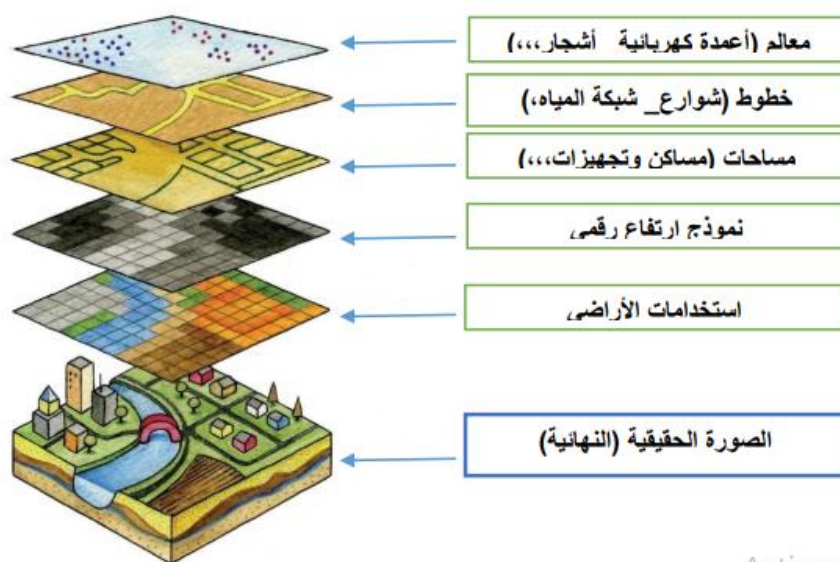 معالم (أعمدة كهربائية _ أشجار،،،)
خطوط (شوارع_ شبكة المياه،)
مساحات (مساكن وتجهيزات،،،)
نموذج ارتفاع رقمي
استخدامات الأراضي
الصورة الحقيقية (النهائية)